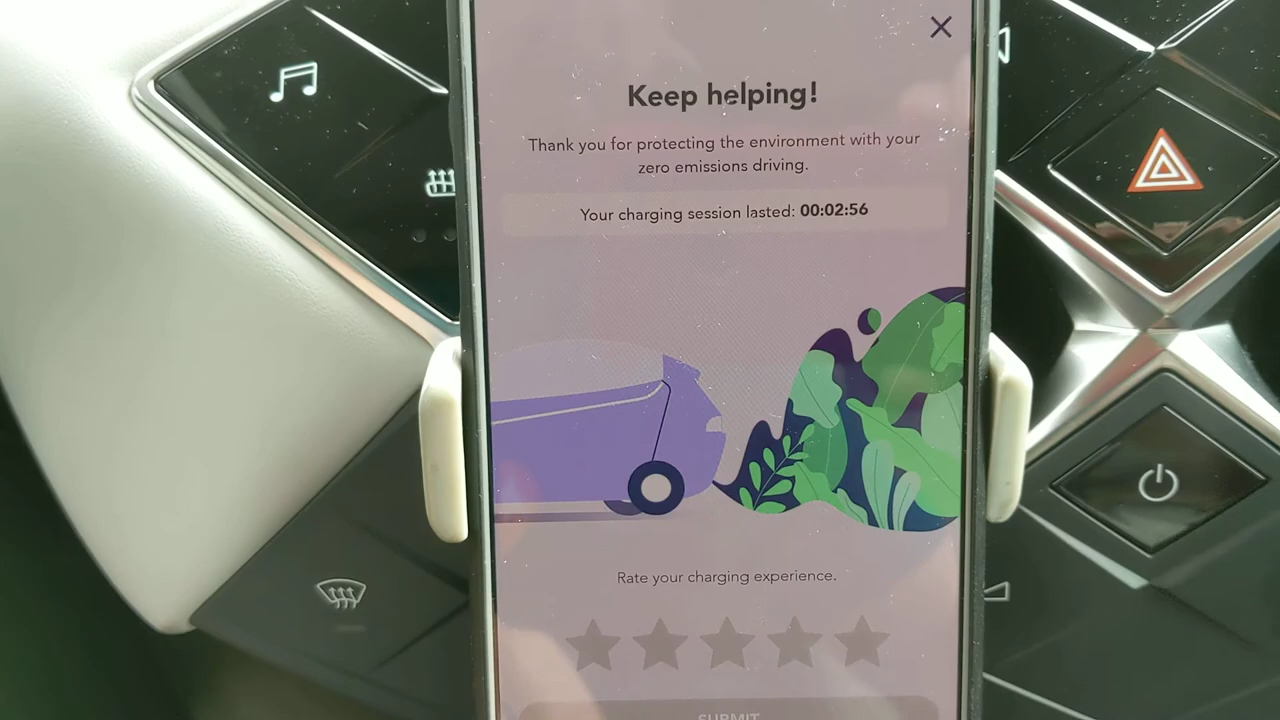 Keep helping!
Thank you for protecting the environment with your
zero emissions driving.
Your charging session lasted: 00:02:56
Rate your charging experience.
SUBMIT